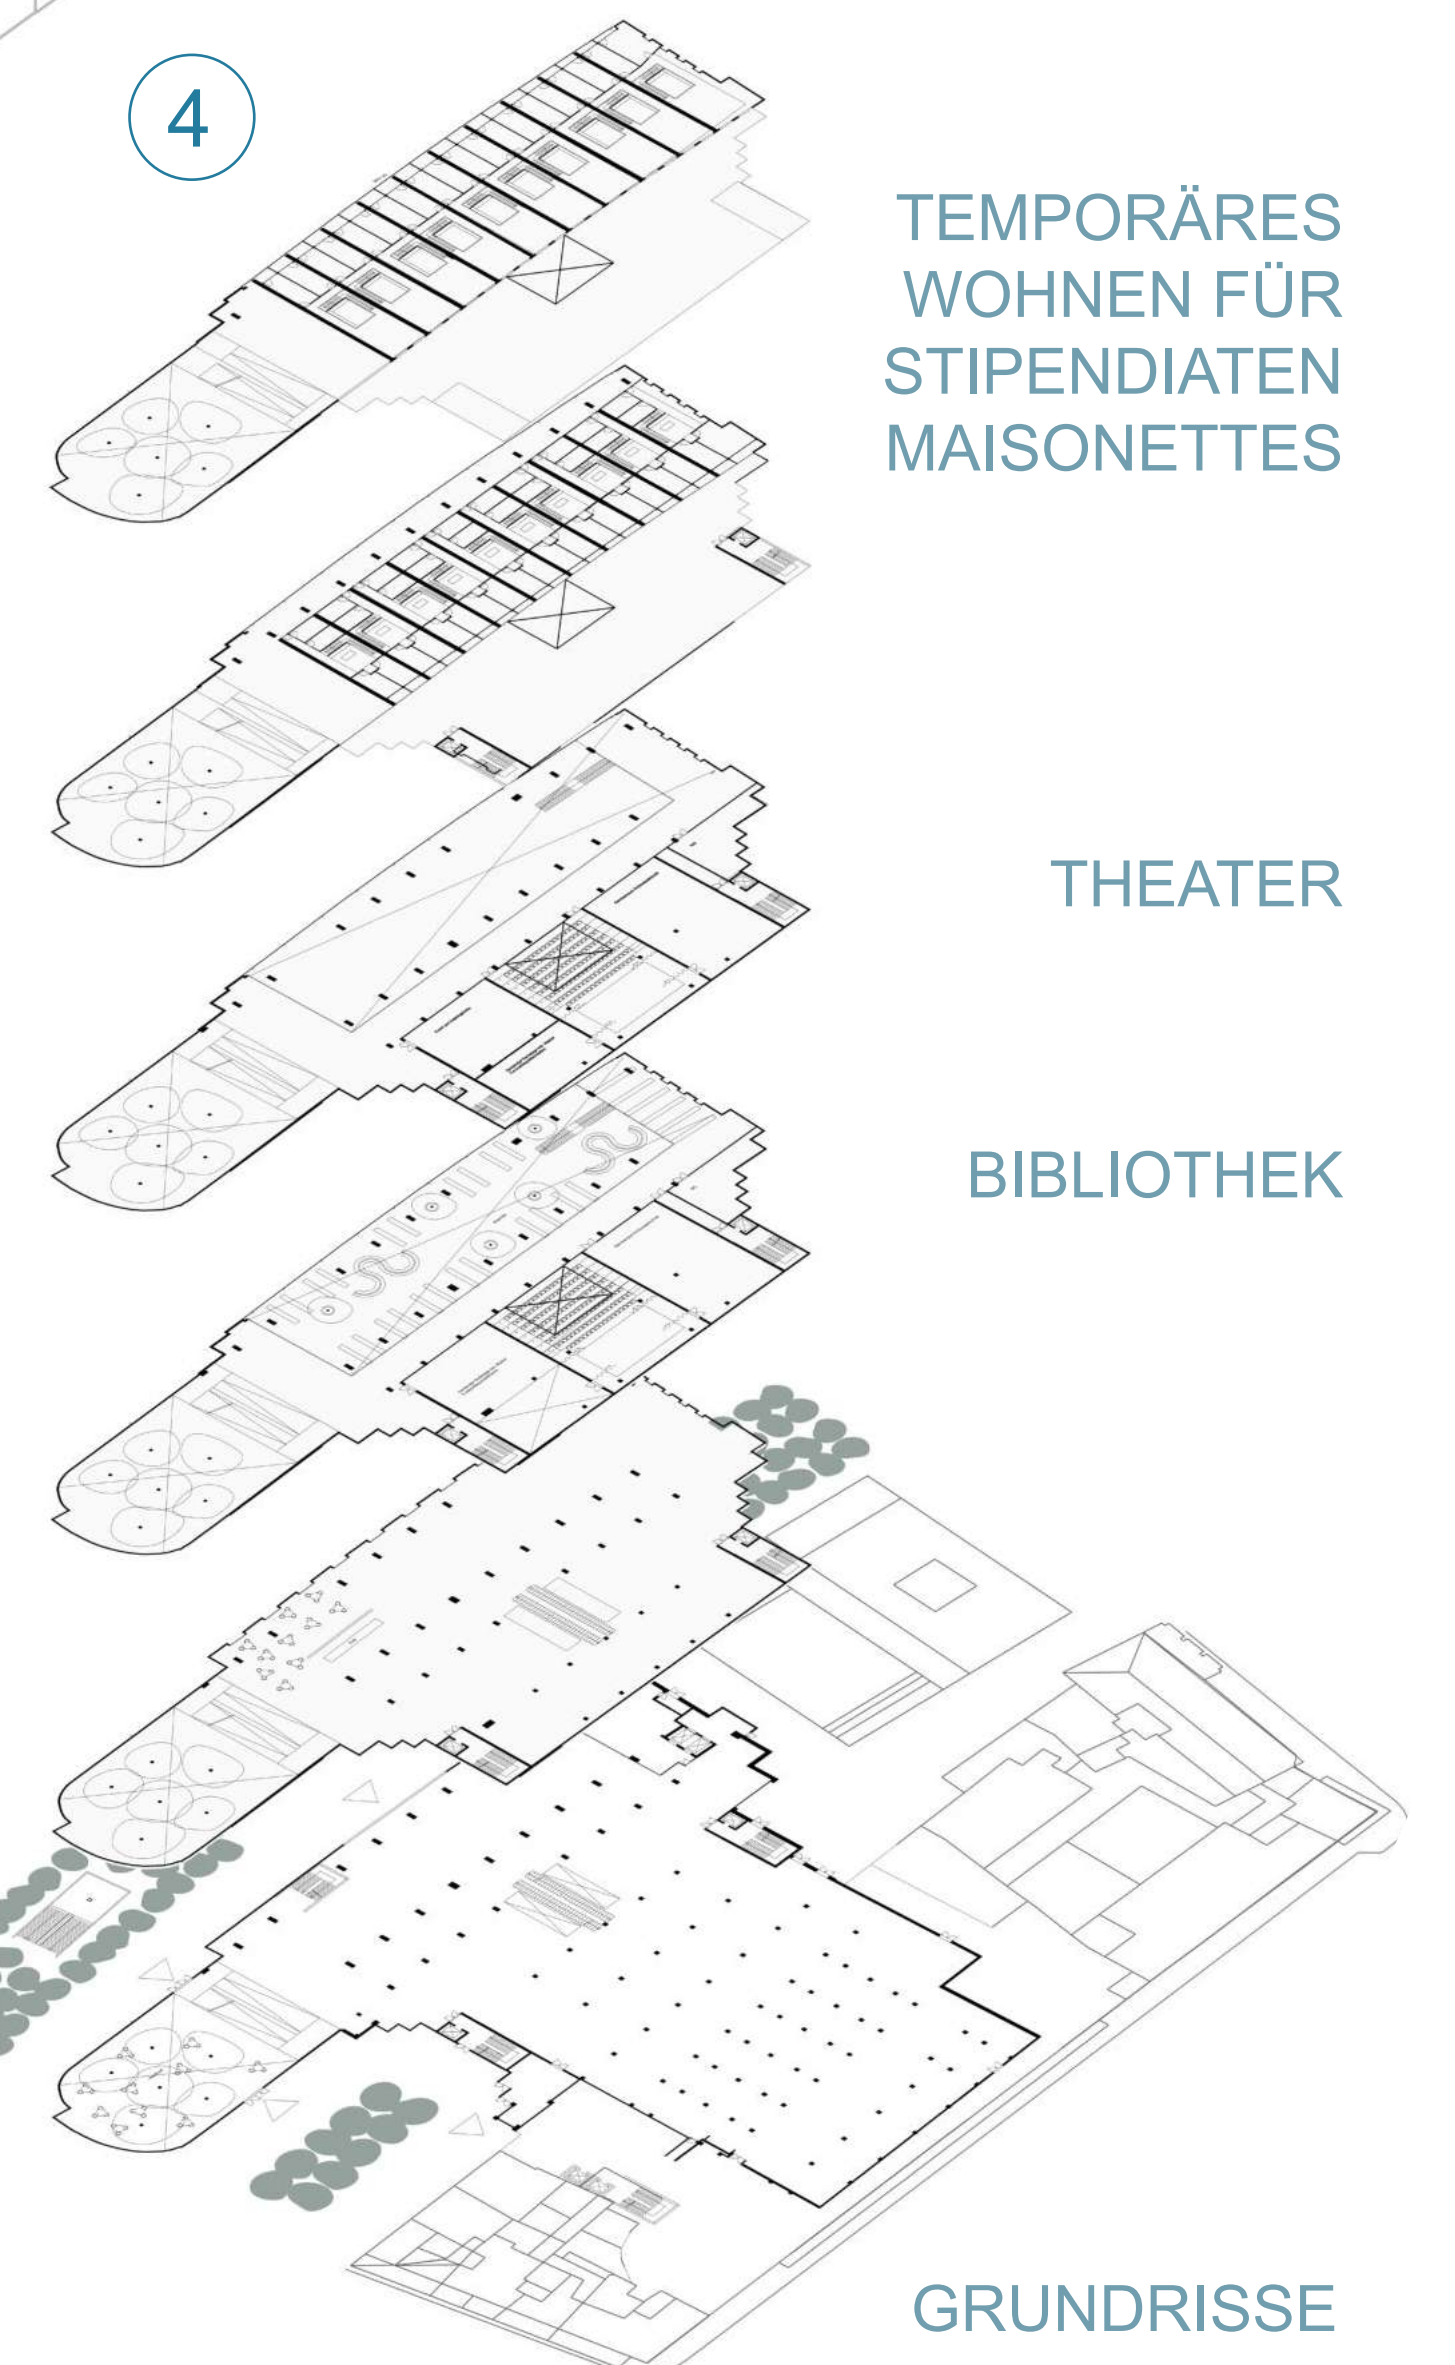 4
TEMPORÄRES
WOHNEN FÜR
STIPENDIATEN
MAISONETTES
THEATER
BIBLIOTHEK
GRUNDRISSE